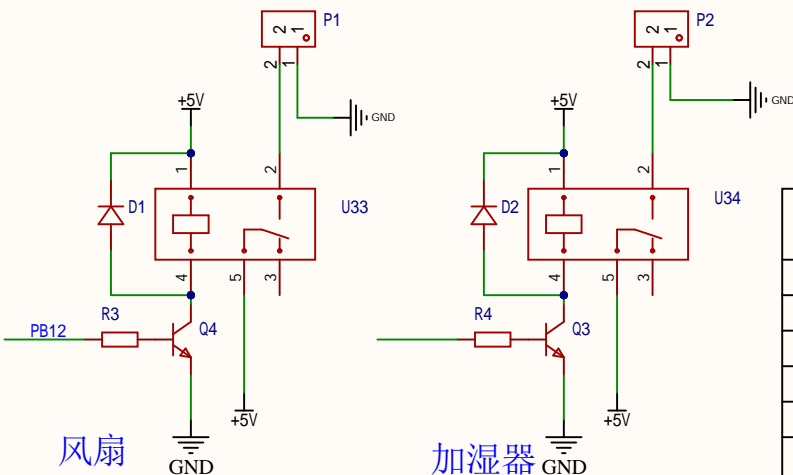 P1
2 1
2 1
GND
+5V
1
2
D1
U33
4
5
3
R3
PB12
Q4
+5V
风扇
GND
P2
2 1
2 1
GND
+5V
1
2
D2
U34
4
5
3
R4
Q3
+5V
加湿器
GND